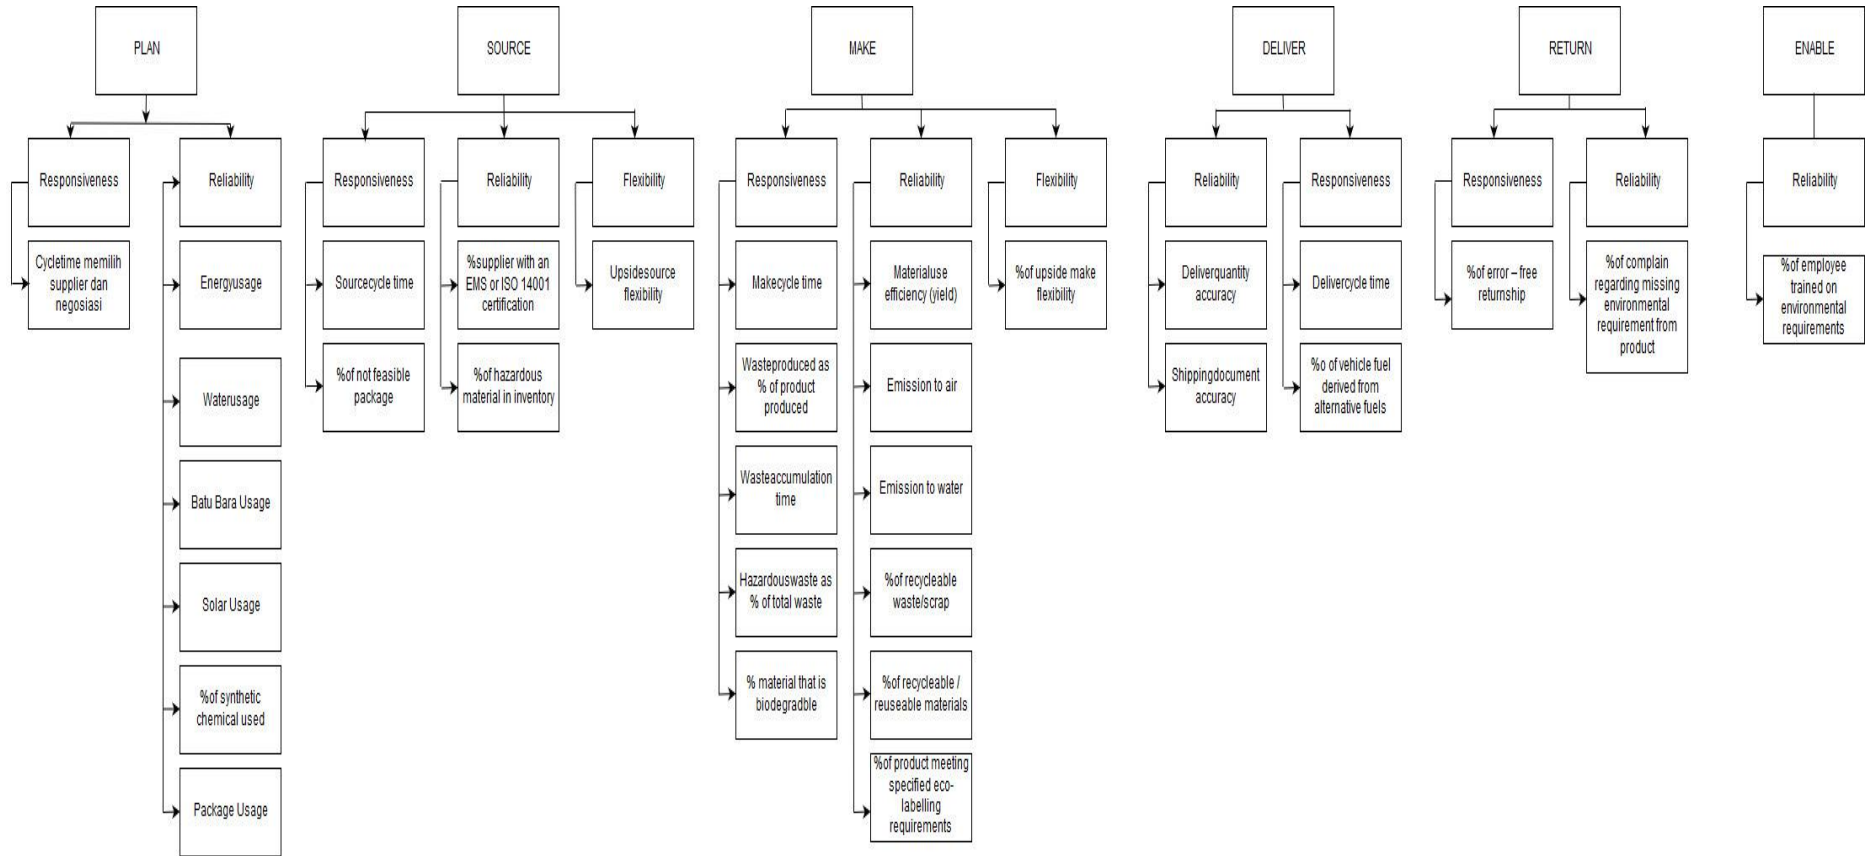 PLAN
SOURCE
MAKE
DELIVER
RETURN
ENABLE
Responsiveness
Reliability
Responsiveness
Reliability
Flexibility
Responsiveness
Reliability
Flexibility
Reliability
Responsiveness
Responsiveness
Reliability
Reliability
Cycletime memilih
supplier dan
negosiasi
Energyusage
Waterusage
Batu Bara Usage
Solar Usage
%of synthetic
chemical used
Package Usage
Sourcecycle time
%of not feasible
package
%supplier with an
EMS or ISO 14001
certification
%of hazardous
material in inventory
Upsidesource
flexibility
Makecycle time
Wasteproduced as
% of product
produced
Wasteaccumulation
time
Hazardouswaste as
% of total waste
% material that is
biodegradble
Materialuse
efficiency (yield)
Emission to air
Emission to water
%of recycleable
waste/scrap
%of recycleable /
reuseable materials
%of product meeting
specified eco-
labelling
requirements
%of upside make
flexibility
Deliverquantity
accuracy
Shippingdocument
accuracy
Delivercycle time
%o of vehicle fuel
derived from
alternative fuels
%of error – free
returnship
%of complain
regarding missing
environmental
requirement from
product
%of employee
trained on
environmental
requirements